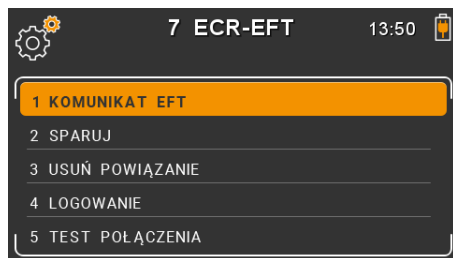 7 ECR-EFT 13:50
1 KOMUNIKAT EFT
2 SPARUJ
3 USUŃ POWIĄZANIE
4 LOGOWANIE
5 TEST POŁĄCZENIA